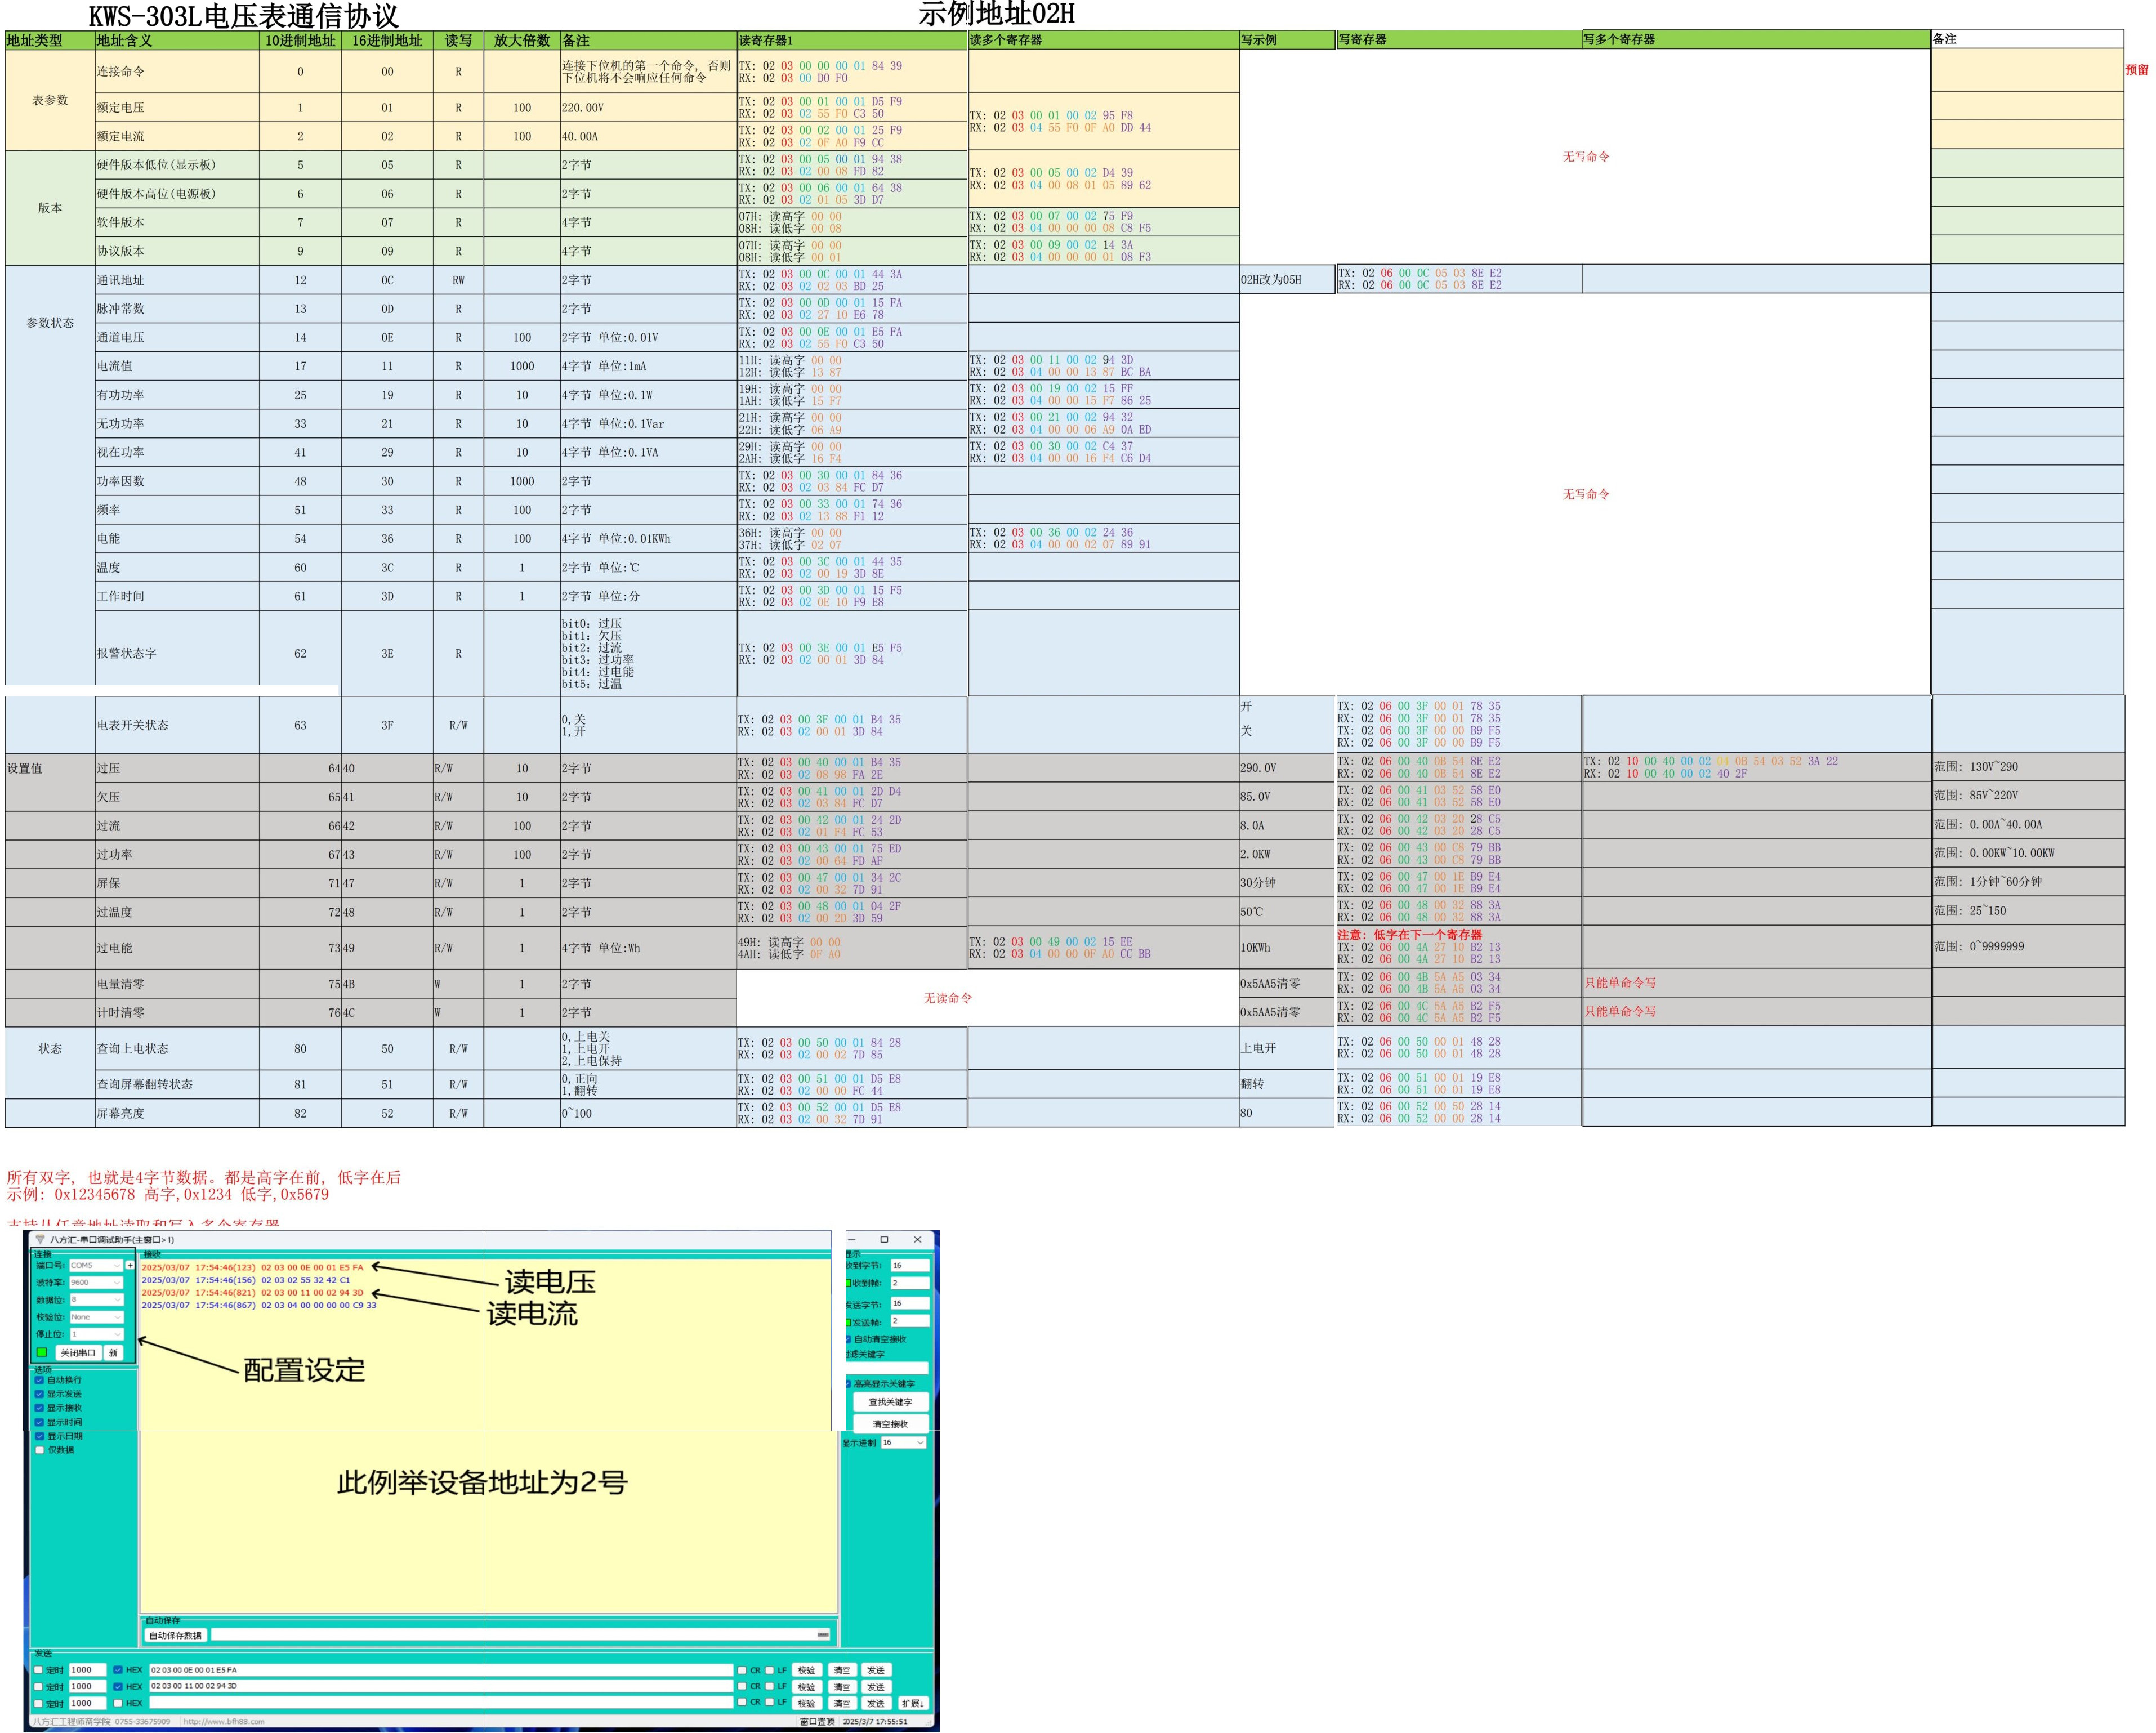 KWS-303L电压表通信协议 示例地址02H
地址类型 地址含义 10进制地址 16进制地址 读写 放大倍数 备注 读寄存器1 读多个寄存器 写示例 写寄存器 写多个寄存器 备注
预留
表参数
连接命令 0 00 R 连接下位机的第一个命令, 否则
下位机将不会响应任何命令
TX: 02 03 00 00 00 01 84 39
RX: 02 03 00 D0 F0
额定电压 1 01 R 100 220.00V
TX: 02 03 00 01 00 01 D5 F9
RX: 02 03 02 55 F0 C3 50
TX: 02 03 00 01 00 02 95 F8
RX: 02 03 04 55 F0 0F A0 DD 44
额定电流 2 02 R 100 40.00A
TX: 02 03 00 02 00 01 25 F9
RX: 02 03 02 0F A0 F9 CC
无写命令
版本
硬件版本低位(显示板) 5 05 R 2字节
TX: 02 03 00 05 00 01 94 38
RX: 02 03 02 00 08 FD 82
TX: 02 03 00 05 00 02 D4 39
RX: 02 03 04 00 08 01 05 89 62
硬件版本高位(电源板) 6 06 R 2字节
TX: 02 03 00 06 00 01 64 38
RX: 02 03 02 01 05 3D D7
软件版本 7 07 R 4字节
07H: 读高字 00 00
08H: 读低字 00 08
TX: 02 03 00 07 00 02 75 F9
RX: 02 03 04 00 00 00 08 C8 F5
协议版本 9 09 R 4字节
07H: 读高字 00 00
08H: 读低字 00 01
TX: 02 03 00 09 00 02 14 3A
RX: 02 03 04 00 00 00 01 08 F3
参数状态
通讯地址 12 0C RW 2字节
TX: 02 03 00 0C 00 01 44 3A
RX: 02 03 02 02 03 BD 25
02H改为05H
TX: 02 06 00 0C 05 03 8E E2
RX: 02 06 00 0C 05 03 8E E2
脉冲常数 13 0D R 2字节
TX: 02 03 00 0D 00 01 15 FA
RX: 02 03 02 27 10 E6 78
通道电压 14 0E R 100 2字节 单位:0.01V
TX: 02 03 00 0E 00 01 E5 FA
RX: 02 03 02 55 F0 C3 50
电流值 17 11 R 1000 4字节 单位:1mA
11H: 读高字 00 00
12H: 读低字 13 87
TX: 02 03 00 11 00 02 94 3D
RX: 02 03 04 00 00 13 87 BC BA
有功功率 25 19 R 10 4字节 单位:0.1W
19H: 读高字 00 00
1AH: 读低字 15 F7
TX: 02 03 00 19 00 02 15 FF
RX: 02 03 04 00 00 15 F7 86 25
无功功率 33 21 R 10 4字节 单位:0.1Var
21H: 读高字 00 00
22H: 读低字 06 A9
TX: 02 03 00 21 00 02 94 32
RX: 02 03 04 00 00 06 A9 0A ED
视在功率 41 29 R 10 4字节 单位:0.1VA
29H: 读高字 00 00
2AH: 读低字 16 F4
TX: 02 03 00 30 00 02 C4 37
RX: 02 03 04 00 00 16 F4 C6 D4
功率因数 48 30 R 1000 2字节
TX: 02 03 00 30 00 01 84 36
RX: 02 03 02 03 84 FC D7
无写命令
频率 51 33 R 100 2字节
TX: 02 03 00 33 00 01 74 36
RX: 02 03 02 13 88 F1 12
电能 54 36 R 100 4字节 单位:0.01KWh
36H: 读高字 00 00
37H: 读低字 02 07
TX: 02 03 00 36 00 02 24 36
RX: 02 03 04 00 00 02 07 89 91
温度 60 3C R 1 2字节 单位:℃
TX: 02 03 00 3C 00 01 44 35
RX: 02 03 02 00 19 3D 8E
工作时间 61 3D R 1 2字节 单位:分
TX: 02 03 00 3D 00 01 15 F5
RX: 02 03 02 0E 10 F9 E8
报警状态字 62 3E R
bit0: 过压
bit1: 欠压
bit2: 过流
bit3: 过功率
bit4: 过电能
bit5: 过温
TX: 02 03 00 3E 00 01 E5 F5
RX: 02 03 02 00 01 3D 84
电表开关状态 63 3F R/W
0,关
1,开
TX: 02 03 00 3F 00 01 B4 35
RX: 02 03 02 00 01 3D 84
开
关
TX: 02 06 00 3F 00 01 78 35
RX: 02 06 00 3F 00 01 78 35
TX: 02 06 00 3F 00 00 B9 F5
RX: 02 06 00 3F 00 00 B9 F5
设置值 过压 64 40 R/W 10 2字节
TX: 02 03 00 40 00 01 B4 35
RX: 02 03 02 08 98 FA 2E
290.0V
TX: 02 06 00 40 0B 54 8E E2
RX: 02 06 00 40 0B 54 8E E2
TX: 02 10 00 40 00 02 04 0B 54 03 52 3A 22
RX: 02 10 00 40 00 02 40 2F
范围: 130V~290
欠压 65 41 R/W 10 2字节
TX: 02 03 00 41 00 01 2D D4
RX: 02 03 02 03 84 FC D7
85.0V
TX: 02 06 00 41 03 52 58 E0
RX: 02 06 00 41 03 52 58 E0
范围: 85V~220V
过流 66 42 R/W 100 2字节
TX: 02 03 00 42 00 01 24 2D
RX: 02 03 02 01 F4 FC 53
8.0A
TX: 02 06 00 42 03 20 28 C5
RX: 02 06 00 42 03 20 28 C5
范围: 0.00A~40.00A
过功率 67 43 R/W 100 2字节
TX: 02 03 00 43 00 01 75 ED
RX: 02 03 02 00 64 FD AF
2.0KW
TX: 02 06 00 43 00 C8 79 BB
RX: 02 06 00 43 00 C8 79 BB
范围: 0.00KW~10.00KW
屏保 71 47 R/W 1 2字节
TX: 02 03 00 47 00 01 34 2C
RX: 02 03 02 00 32 7D 91
30分钟
TX: 02 06 00 47 00 1E B9 E4
RX: 02 06 00 47 00 1E B9 E4
范围: 1分钟~60分钟
过温度 72 48 R/W 1 2字节
TX: 02 03 00 48 00 01 04 2F
RX: 02 03 02 00 2D 3D 59
50℃
TX: 02 06 00 48 00 32 88 3A
RX: 02 06 00 48 00 32 88 3A
范围: 25~150
过电能 73 49 R/W 1 4字节 单位:Wh
49H: 读高字 00 00
4AH: 读低字 0F A0
TX: 02 03 00 49 00 02 15 EE
RX: 02 03 04 00 00 0F A0 CC BB
10KWh
注意: 低字在下一个寄存器
TX: 02 06 00 4A 27 10 B2 13
RX: 02 06 00 4A 27 10 B2 13
范围: 0~9999999
电量清零 75 4B W 1 2字节
无读命令
0x5AA5清零
TX: 02 06 00 4B 5A A5 03 34
RX: 02 06 00 4B 5A A5 03 34
只能单命令写
计时清零 76 4C W 1 2字节
0x5AA5清零
TX: 02 06 00 4C 5A A5 B2 F5
RX: 02 06 00 4C 5A A5 B2 F5
只能单命令写
状态 查询上电状态 80 50 R/W
0,上电关
1,上电开
2,上电保持
TX: 02 03 00 50 00 01 84 28
RX: 02 03 02 00 02 7D 85
上电开
TX: 02 06 00 50 00 01 48 28
RX: 02 06 00 50 00 01 48 28
查询屏幕翻转状态 81 51 R/W
0,正向
1,翻转
TX: 02 03 00 51 00 01 D5 E8
RX: 02 03 02 00 00 FC 44
翻转
TX: 02 06 00 51 00 01 19 E8
RX: 02 06 00 51 00 01 19 E8
屏幕亮度 82 52 R/W 0~100
TX: 02 03 00 52 00 01 D5 E8
RX: 02 03 02 00 32 7D 91
80
TX: 02 06 00 52 00 50 28 14
RX: 02 06 00 52 00 00 28 14
所有双字, 也就是4字节数据。都是高字在前, 低字在后
示例: 0x12345678 高字,0x1234 低字,0x5679
支持从任意地址读取和写入多个寄存器
八方汇-串口调试助手(主窗口>1)
连接
端口号: COM5 +
波特率: 9600
数据位: 8
校验位: None
停止位: 1
关闭串口 新
选项
自动换行
显示发送
显示接收
显示时间
显示日期
仅数据
接收
2025/03/07 17:54:46(123) 02 03 00 0E 00 01 E5 FA
2025/03/07 17:54:46(156) 02 03 02 55 32 42 C1
2025/03/07 17:54:46(821) 02 03 00 11 00 02 94 3D
2025/03/07 17:54:46(867) 02 03 04 00 00 00 00 C9 33
读电压
读电流
配置设定
此例举设备地址为2号
显示
收到字节: 16
收到帧: 2
发送字节: 16
发送帧: 2
自动清空接收
过滤关键字
高亮显示关键字
查找关键字
清空接收
显示进制 16
自动保存
自动保存数据
发送
定时 1000 HEX 02 03 00 0E 00 01 E5 FA CR LF 校验 清空 发送
定时 1000 HEX 02 03 00 11 00 02 94 3D CR LF 校验 清空 发送
定时 1000 HEX CR LF 校验 清空 发送 扩展↓
八方汇工程师商学院 0755-33675909 http://www.bfh88.com 窗口置顶 2025/3/7 17:55:51